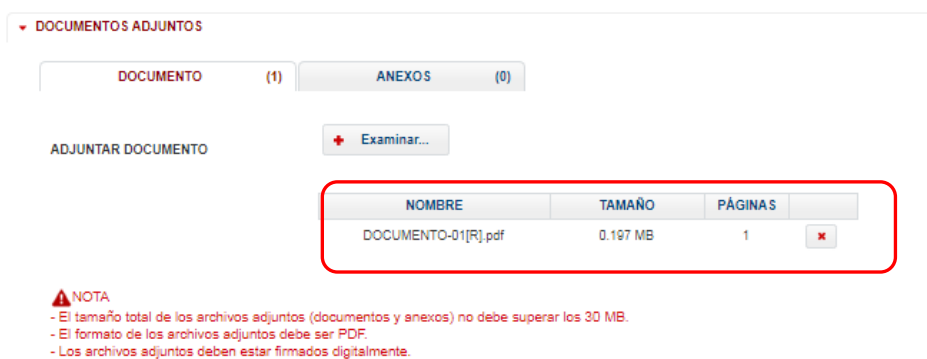 DOCUMENTOS ADJUNTOS
DOCUMENTO (1) ANEXOS (0)
ADJUNTAR DOCUMENTO Examinar...
NOMBRE TAMAÑO PÁGINAS
DOCUMENTO-01[R].pdf 0.197 MB 1
NOTA
- El tamaño total de los archivos adjuntos (documentos y anexos) no debe superar los 30 MB.
- El formato de los archivos adjuntos debe ser PDF.
- Los archivos adjuntos deben estar firmados digitalmente.